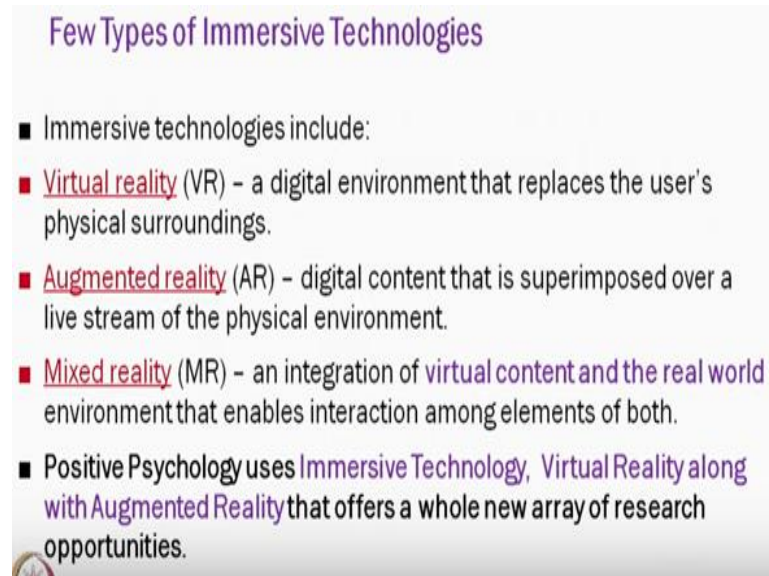 Few Types of Immersive Technologies
■ Immersive technologies include:
■ Virtual reality (VR) – a digital environment that replaces the user's
physical surroundings.
■ Augmented reality (AR) – digital content that is superimposed over a
live stream of the physical environment.
■ Mixed reality (MR) – an integration of virtual content and the real world
environment that enables interaction among elements of both.
■ Positive Psychology uses Immersive Technology, Virtual Reality along
with Augmented Reality that offers a whole new array of research
opportunities.